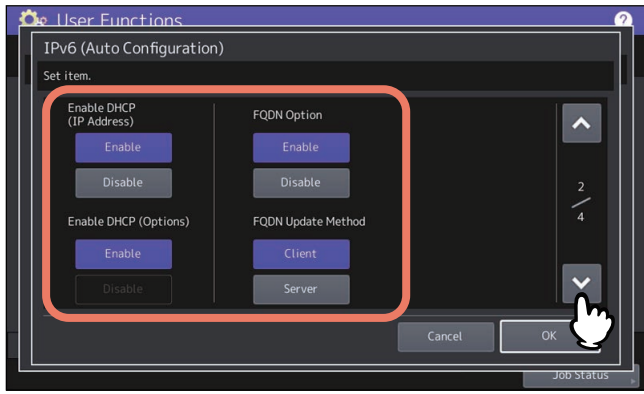 User Functions
?
IPv6 (Auto Configuration)
Set item.
Enable DHCP
(IP Address)
Enable
Disable
FQDN Option
Enable
Disable
Enable DHCP (Options)
Enable
Disable
FQDN Update Method
Client
Server
2
4
Cancel
OK
Job Status